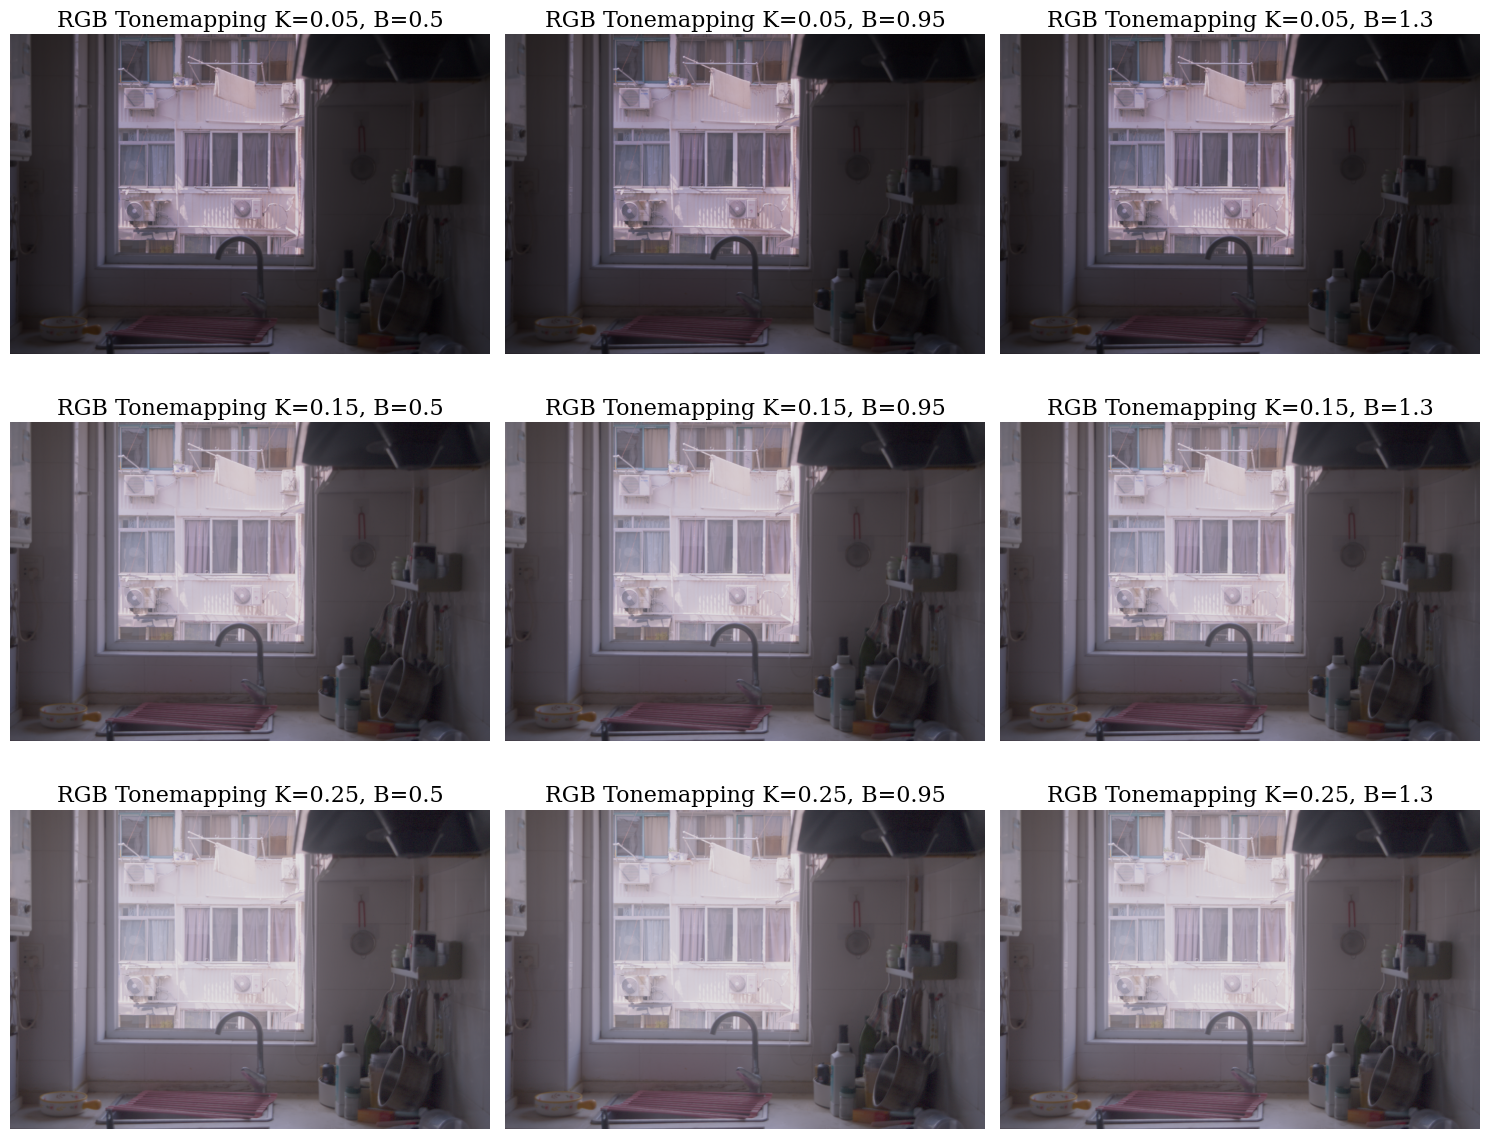 RGB Tonemapping K=0.05, B=0.5
RGB Tonemapping K=0.05, B=0.95
RGB Tonemapping K=0.05, B=1.3
RGB Tonemapping K=0.15, B=0.5
RGB Tonemapping K=0.15, B=0.95
RGB Tonemapping K=0.15, B=1.3
RGB Tonemapping K=0.25, B=0.5
RGB Tonemapping K=0.25, B=0.95
RGB Tonemapping K=0.25, B=1.3